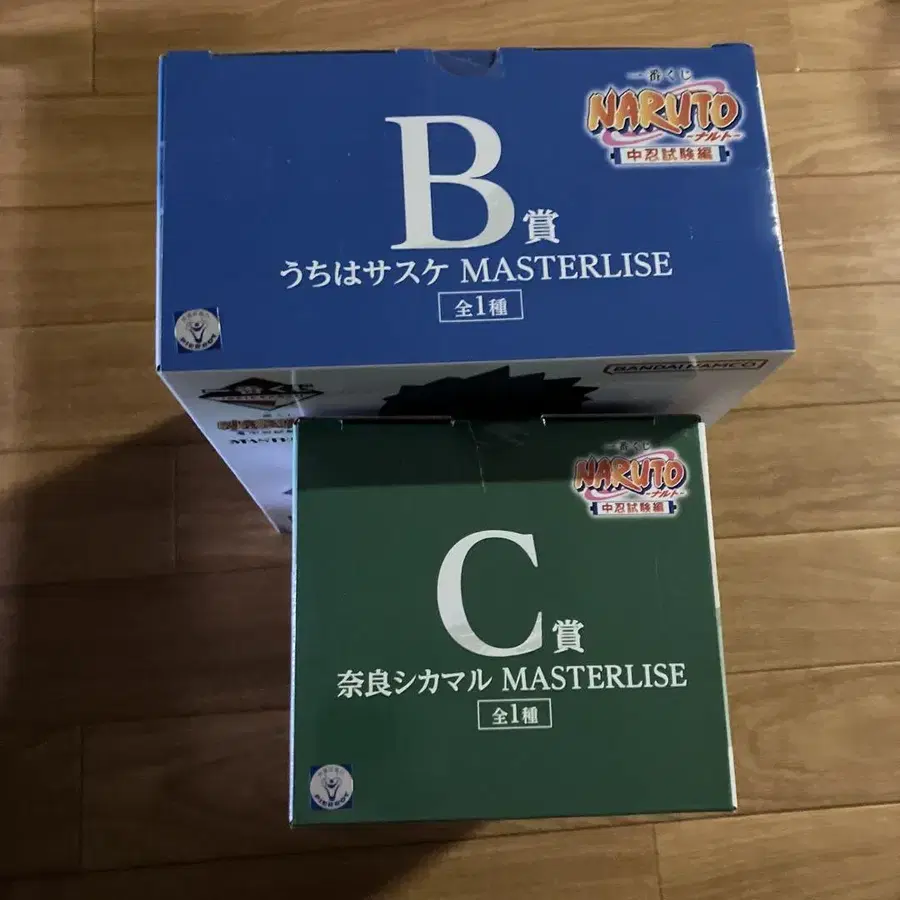 一番くじ
NARUTO
-ナルト-
中忍試験編
B賞
うちはサスケ MASTERLISE
全1種
BANDAI NAMCO
一番くじ
NARUTO
-ナルト-
中忍試験編
C賞
奈良シカマル MASTERLISE
全1種